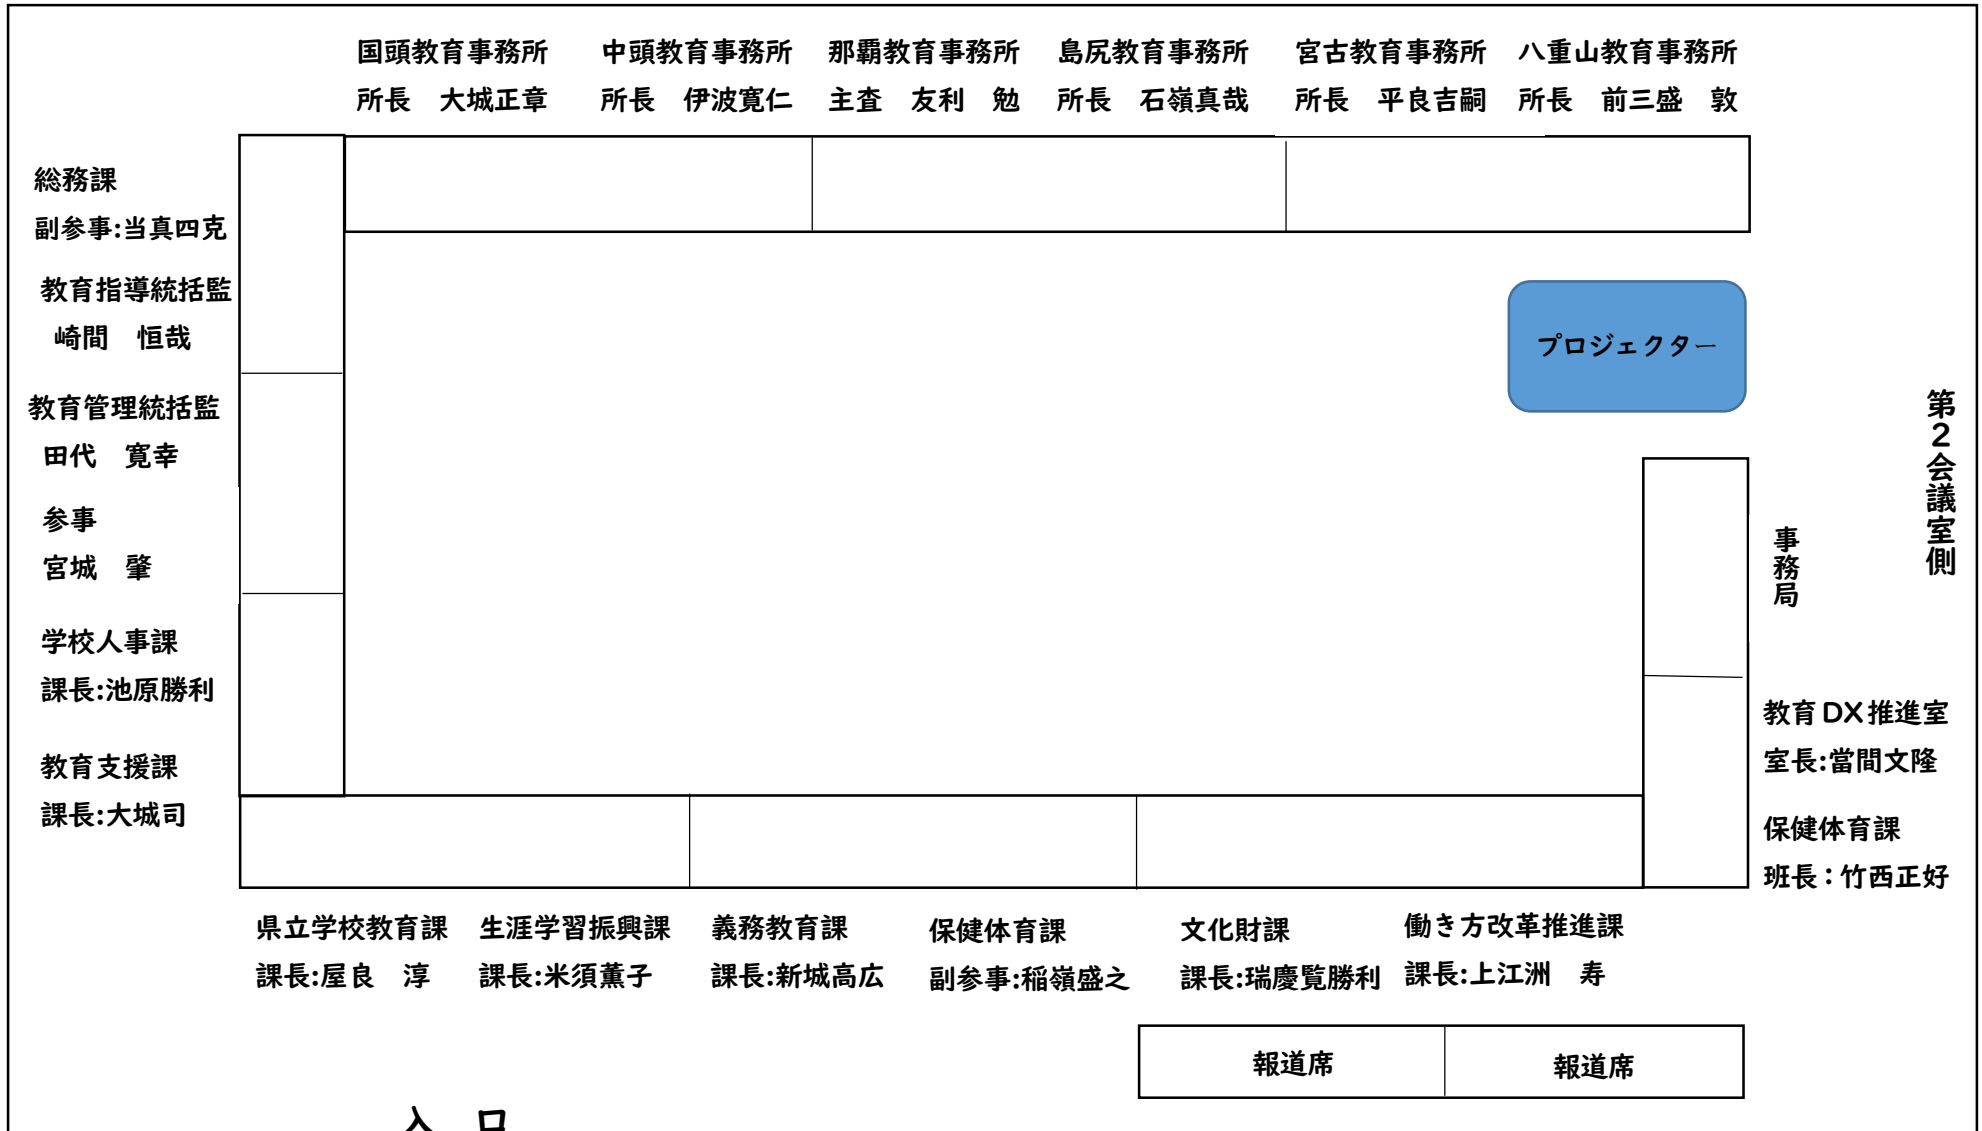 国頭教育事務所
所長　大城正章
中頭教育事務所
所長　伊波寛仁
那覇教育事務所
主査　友利　勉
島尻教育事務所
所長　石嶺真哉
宮古教育事務所
所長　平良吉嗣
八重山教育事務所
所長　前三盛　敦
総務課
副参事:当真四克
教育指導統括監
崎間　恒哉
教育管理統括監
田代　寛幸
参事
宮城　肇
学校人事課
課長:池原勝利
教育支援課
課長:大城司
プロジェクター
第２会議室側
事務局
教育DX推進室
室長:當間文隆
保健体育課
班長：竹西正好
県立学校教育課
課長:屋良　淳
生涯学習振興課
課長:米須薫子
義務教育課
課長:新城高広
保健体育課
副参事:稲嶺盛之
文化財課
課長:瑞慶覧勝利
働き方改革推進課
課長:上江洲　寿
報道席
報道席
入　口